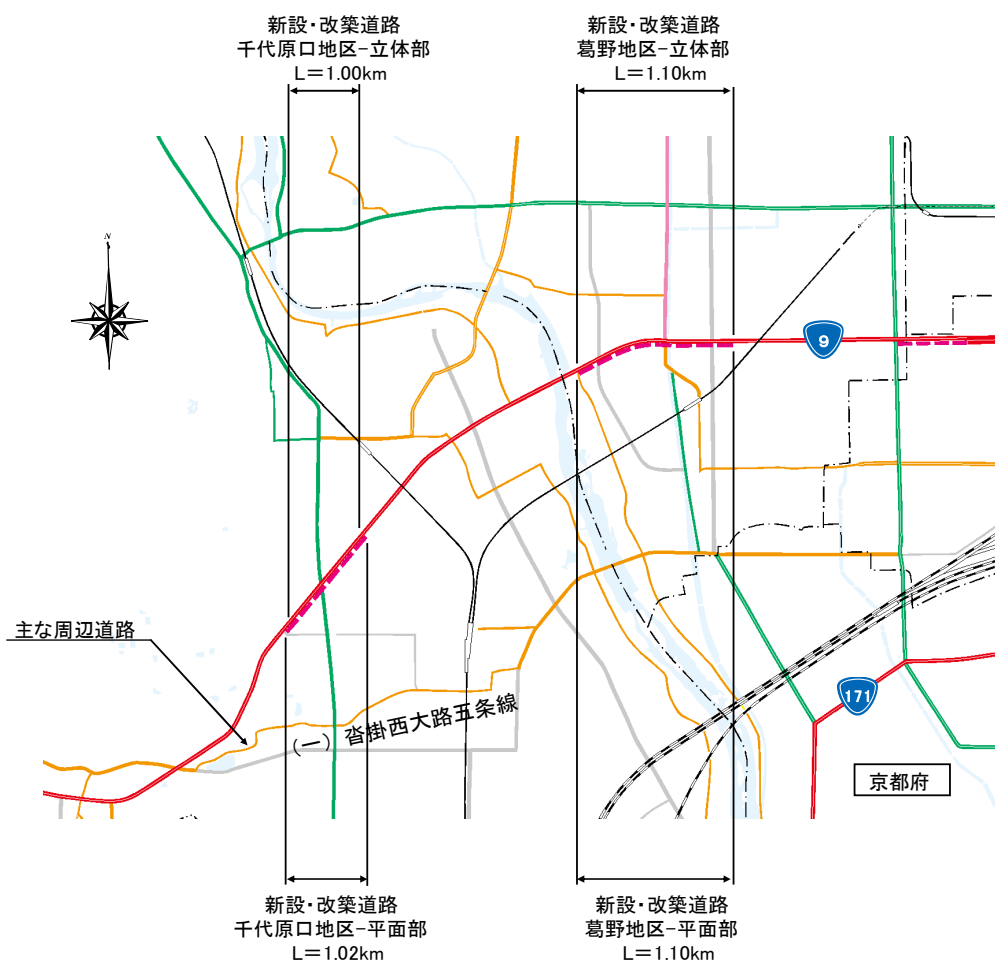 新設・改築道路
千代原口地区-立体部
L=1.00km
新設・改築道路
葛野地区-立体部
L=1.10km
N
9
主な周辺道路
(一) 沓掛西大路五条線
171
京都府
新設・改築道路
千代原口地区-平面部
L=1.02km
新設・改築道路
葛野地区-平面部
L=1.10km